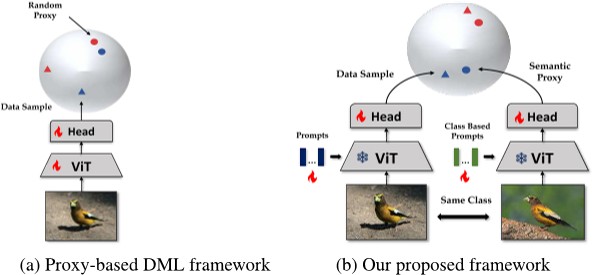 Random
Proxy
Data Sample
Head
ViT
(a) Proxy-based DML framework
Data Sample
Semantic
Proxy
Head
Head
Prompts
...
ViT
Class Based
Prompts
...
ViT
Same Class
(b) Our proposed framework